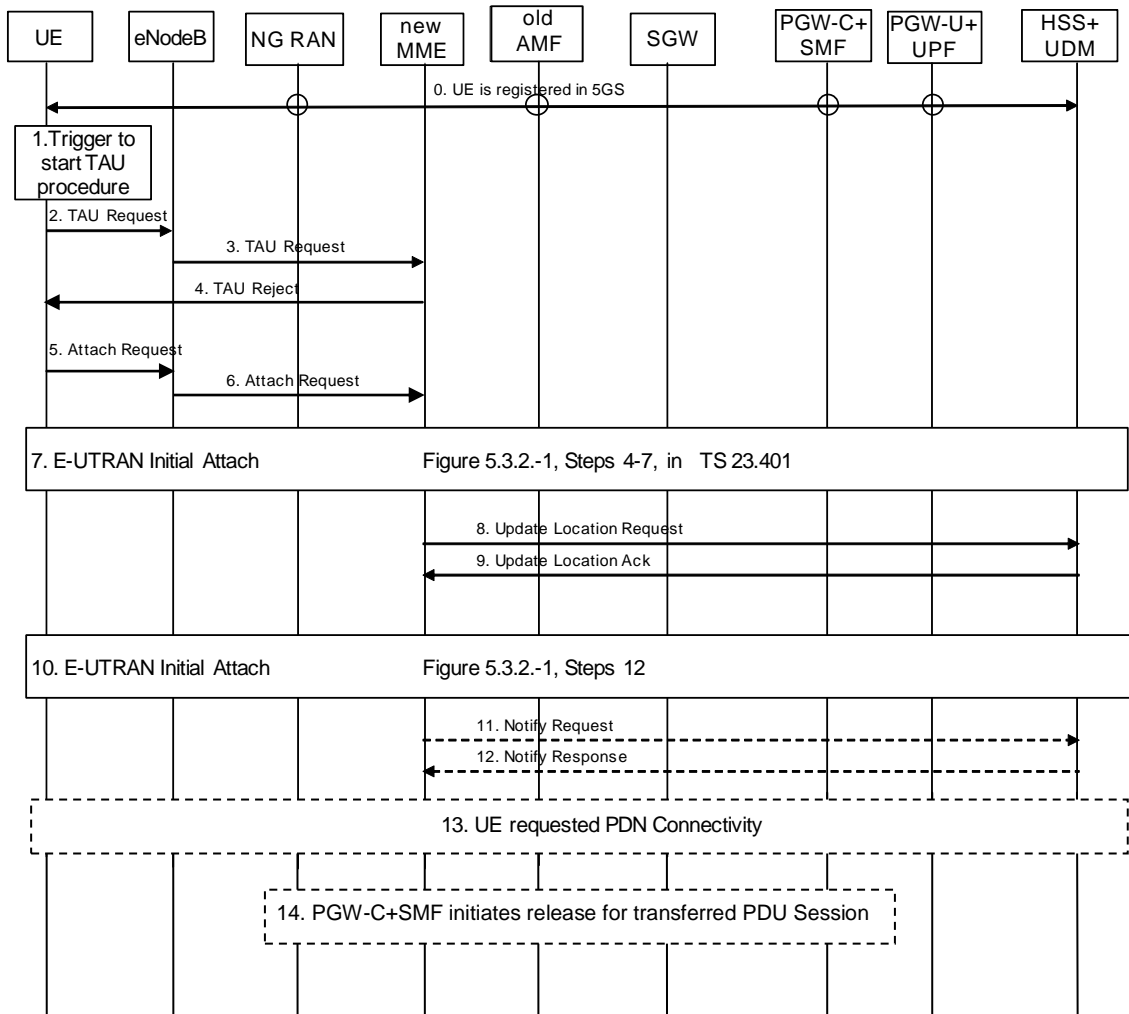 UE
eNodeB
NG RAN
new
MME
old
AMF
SGW
PGW-C+
SMF
PGW-U+
UPF
HSS+
UDM
0. UE is registered in 5GS
1.Trigger to
start TAU
procedure
2. TAU Request
3. TAU Request
4. TAU Reject
5. Attach Request
6. Attach Request
7. E-UTRAN Initial Attach Figure 5.3.2.-1, Steps 4-7, in TS 23.401
8. Update Location Request
9. Update Location Ack
10. E-UTRAN Initial Attach Figure 5.3.2.-1, Steps 12
11. Notify Request
12. Notify Response
13. UE requested PDN Connectivity
14. PGW-C+SMF initiates release for transferred PDU Session